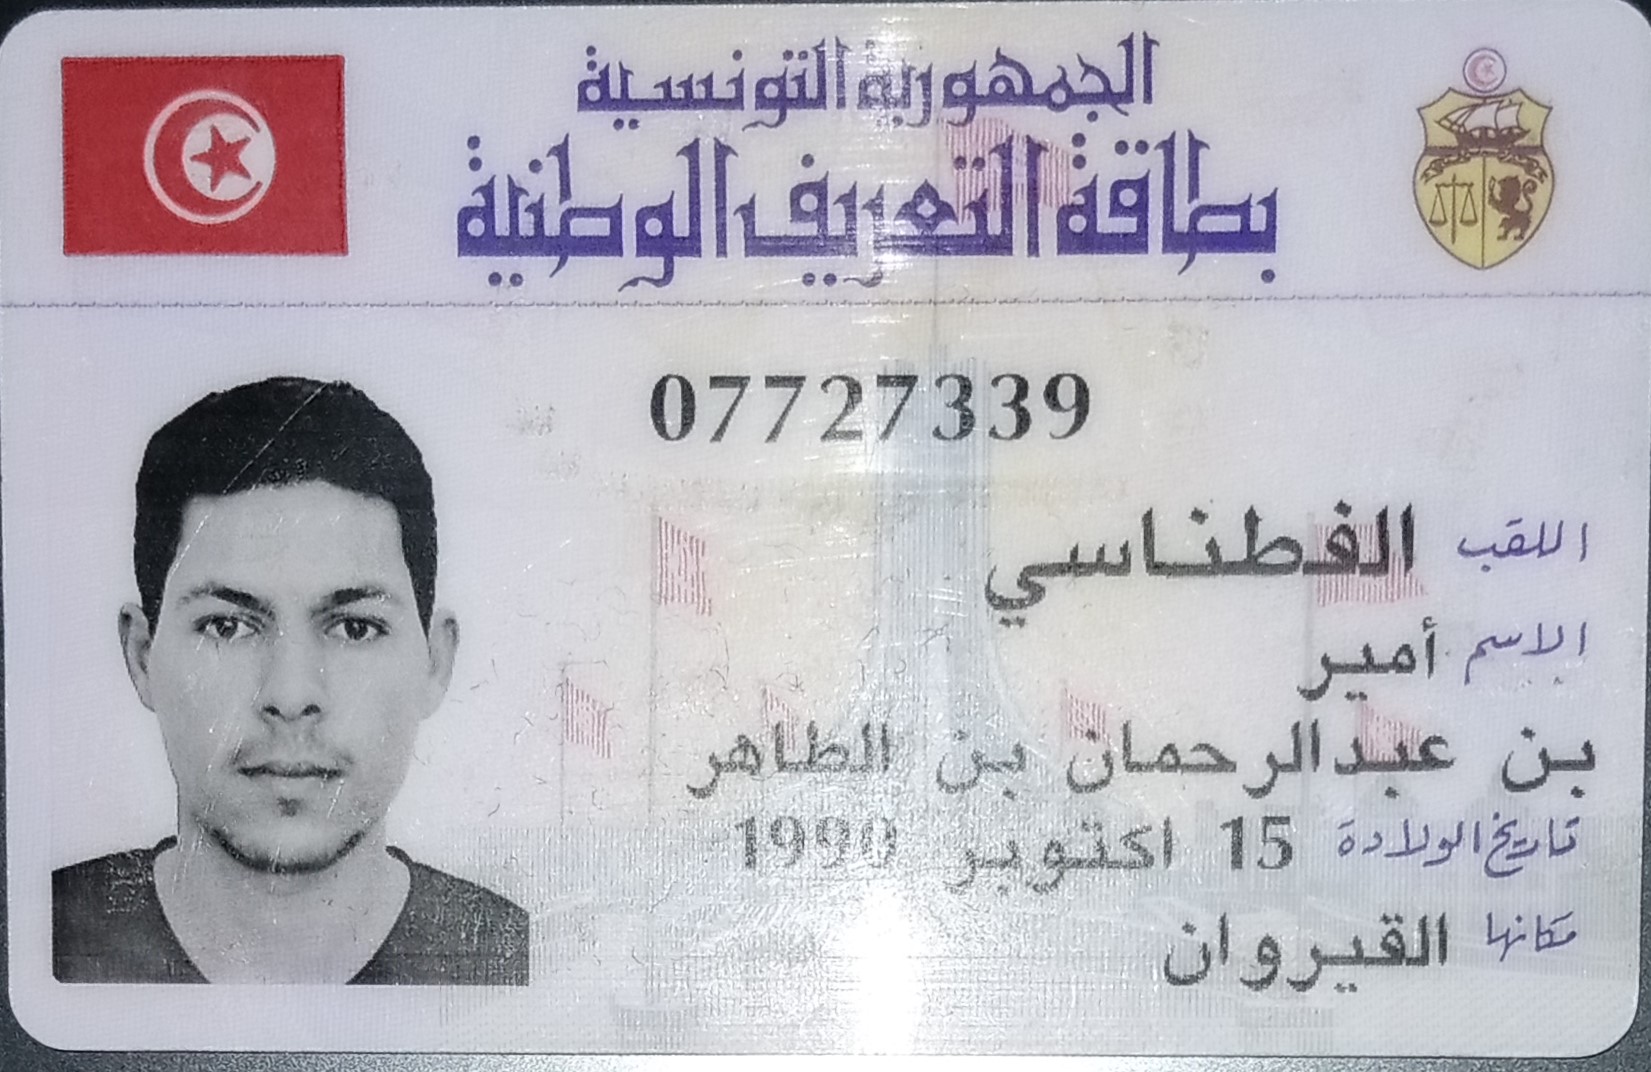 الجمهورية التونسية
بطاقة التعريف الوطنية
07727339
اللقب الفطناسي
الاسم أمير
بن عبدالرحمان بن الطاهر
تاريخ الولادة 15 اكتوبر 1990
مكانها القيروان